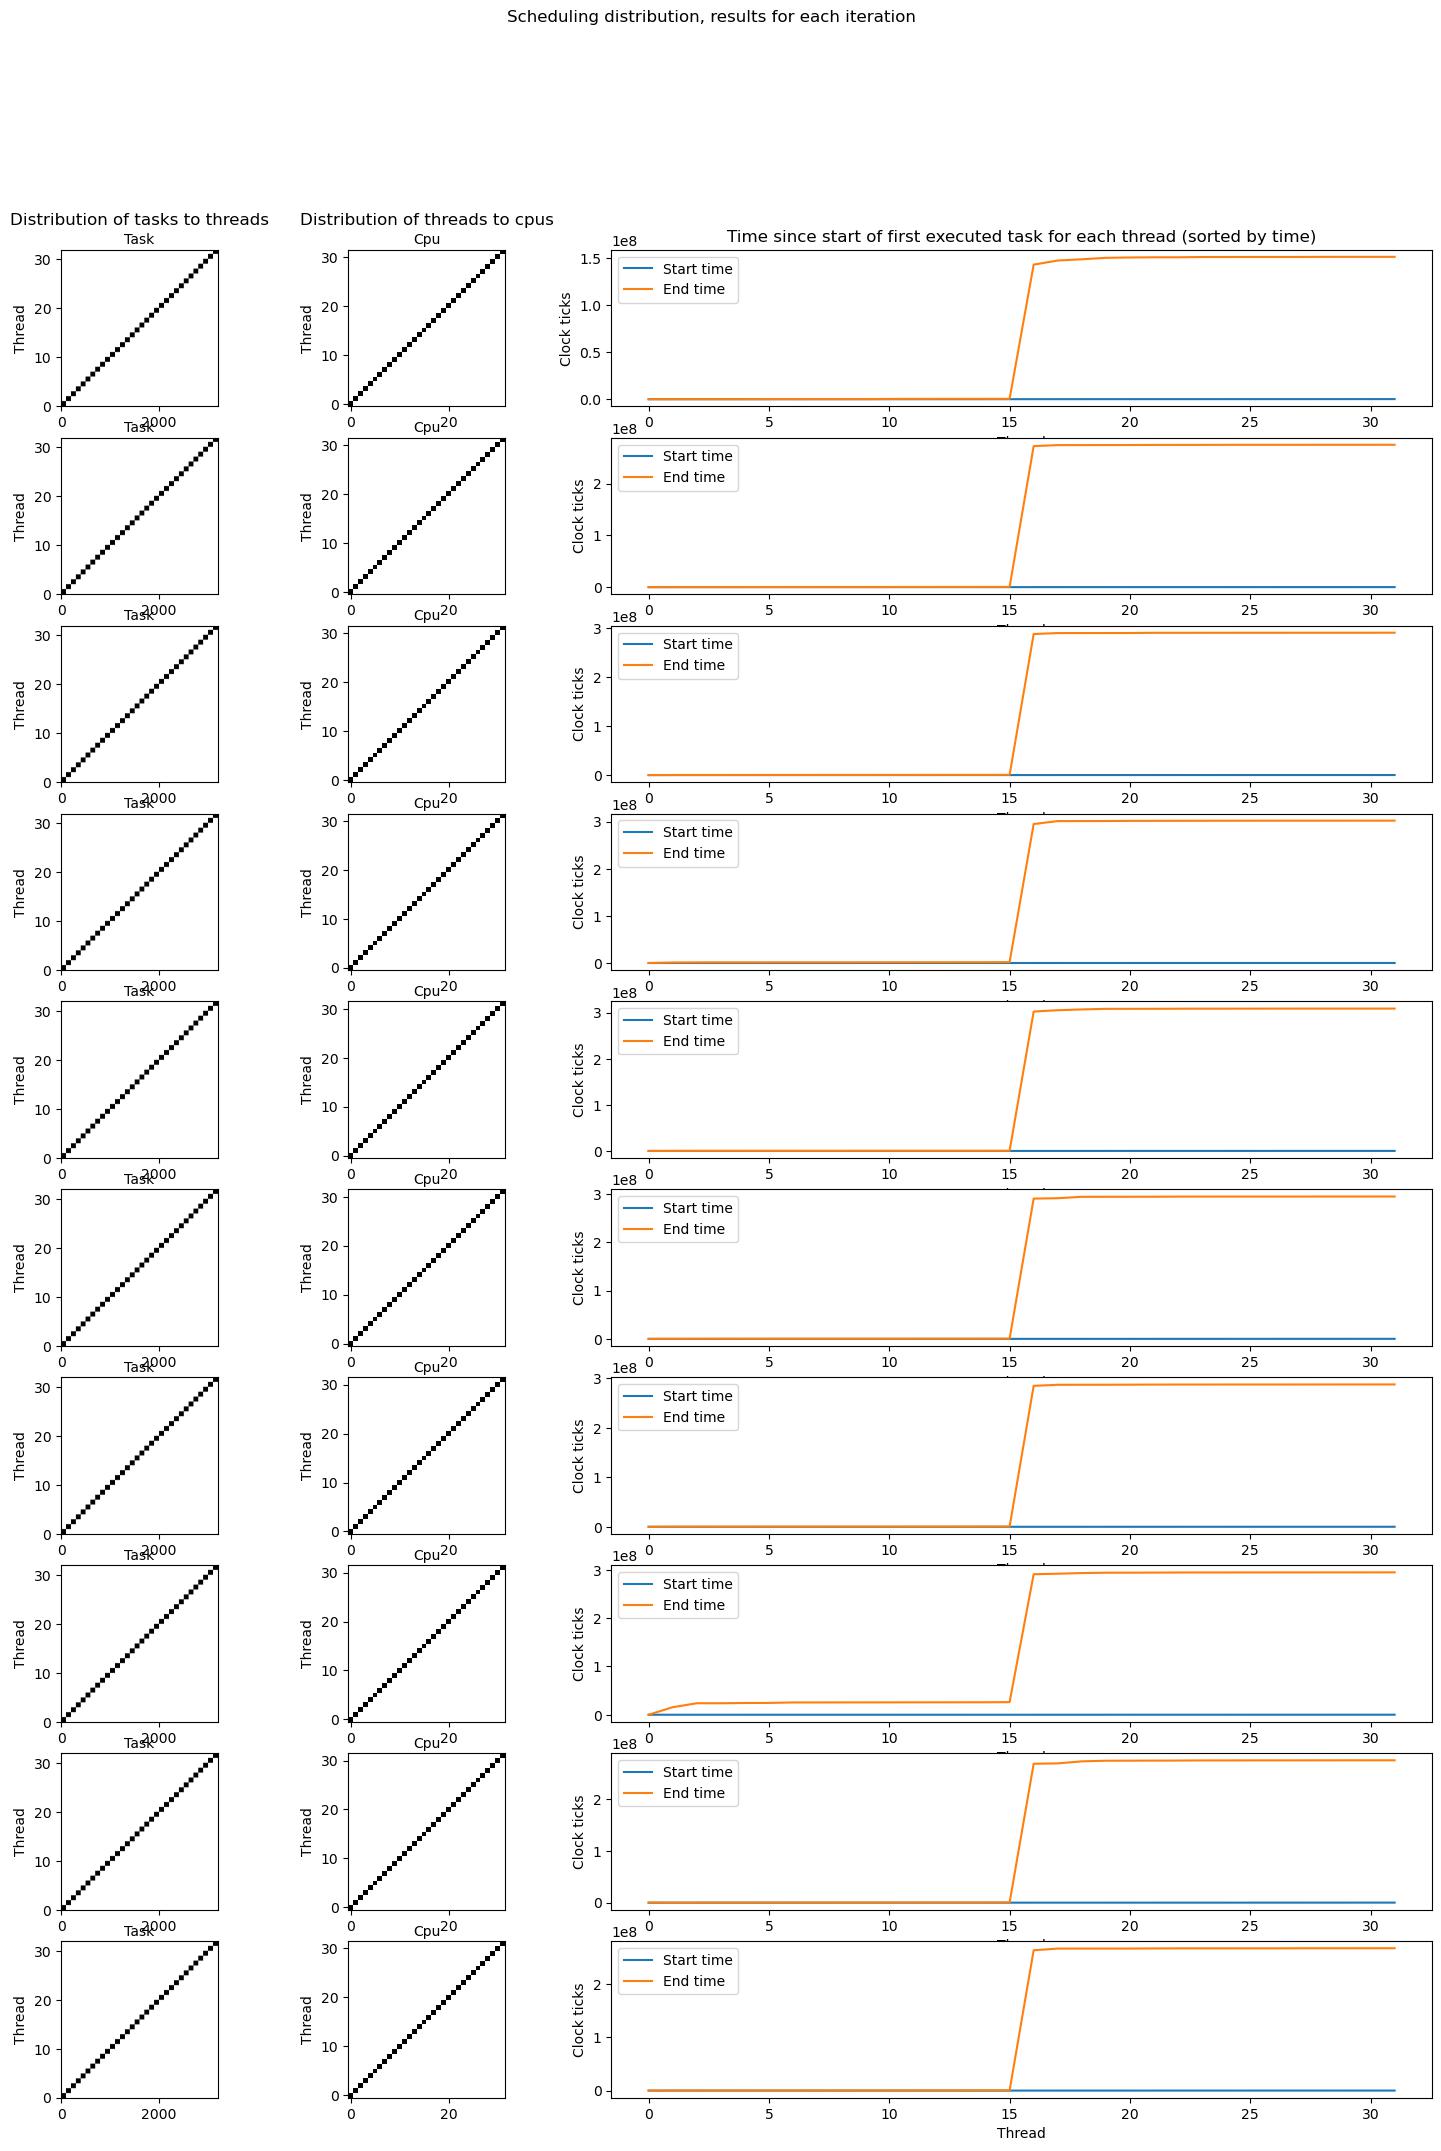 Scheduling distribution, results for each iteration
Distribution of tasks to threads
Distribution of threads to cpus
Time since start of first executed task for each thread (sorted by time)
Task
Thread
30
20
10
0
0 2000
Cpu
Thread
30
20
10
0
0 20
1e8
Clock ticks
1.5
1.0
0.5
0.0
Start time
End time
0 5 10 15 20 25 30
Task
Thread
30
20
10
0
0 2000
Cpu
Thread
30
20
10
0
0 20
1e8
Clock ticks
2
1
0
Start time
End time
0 5 10 15 20 25 30
Task
Thread
30
20
10
0
0 2000
Cpu
Thread
30
20
10
0
0 20
1e8
Clock ticks
3
2
1
0
Start time
End time
0 5 10 15 20 25 30
Task
Thread
30
20
10
0
0 2000
Cpu
Thread
30
20
10
0
0 20
1e8
Clock ticks
3
2
1
0
Start time
End time
0 5 10 15 20 25 30
Task
Thread
30
20
10
0
0 2000
Cpu
Thread
30
20
10
0
0 20
1e8
Clock ticks
3
2
1
0
Start time
End time
0 5 10 15 20 25 30
Task
Thread
30
20
10
0
0 2000
Cpu
Thread
30
20
10
0
0 20
1e8
Clock ticks
3
2
1
0
Start time
End time
0 5 10 15 20 25 30
Task
Thread
30
20
10
0
0 2000
Cpu
Thread
30
20
10
0
0 20
1e8
Clock ticks
3
2
1
0
Start time
End time
0 5 10 15 20 25 30
Task
Thread
30
20
10
0
0 2000
Cpu
Thread
30
20
10
0
0 20
1e8
Clock ticks
3
2
1
0
Start time
End time
0 5 10 15 20 25 30
Task
Thread
30
20
10
0
0 2000
Cpu
Thread
30
20
10
0
0 20
1e8
Clock ticks
2
1
0
Start time
End time
0 5 10 15 20 25 30
Task
Thread
30
20
10
0
0 2000
Cpu
Thread
30
20
10
0
0 20
1e8
Clock ticks
2
1
0
Start time
End time
0 5 10 15 20 25 30
Thread